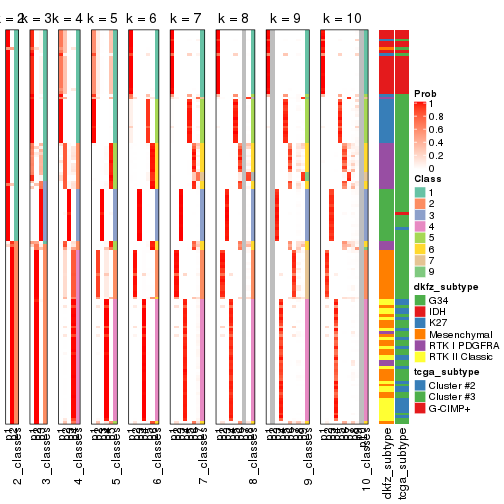 k = 2
k = 3
k = 4
k = 5
k = 6
k = 7
k = 8
k = 9
k = 10
Prob
1
0.8
0.6
0.4
0.2
0
Class
1
2
3
4
5
6
7
9
dkfz_subtype
G34
IDH
K27
Mesenchymal
RTK I PDGFRA
RTK II Classic
tcga_subtype
Cluster #2
Cluster #3
G-CIMP+
2_classes
3_classes
4_classes
5_classes
6_classes
7_classes
8_classes
9_classes
10_classes
dkfz_subtype
tcga_subtype